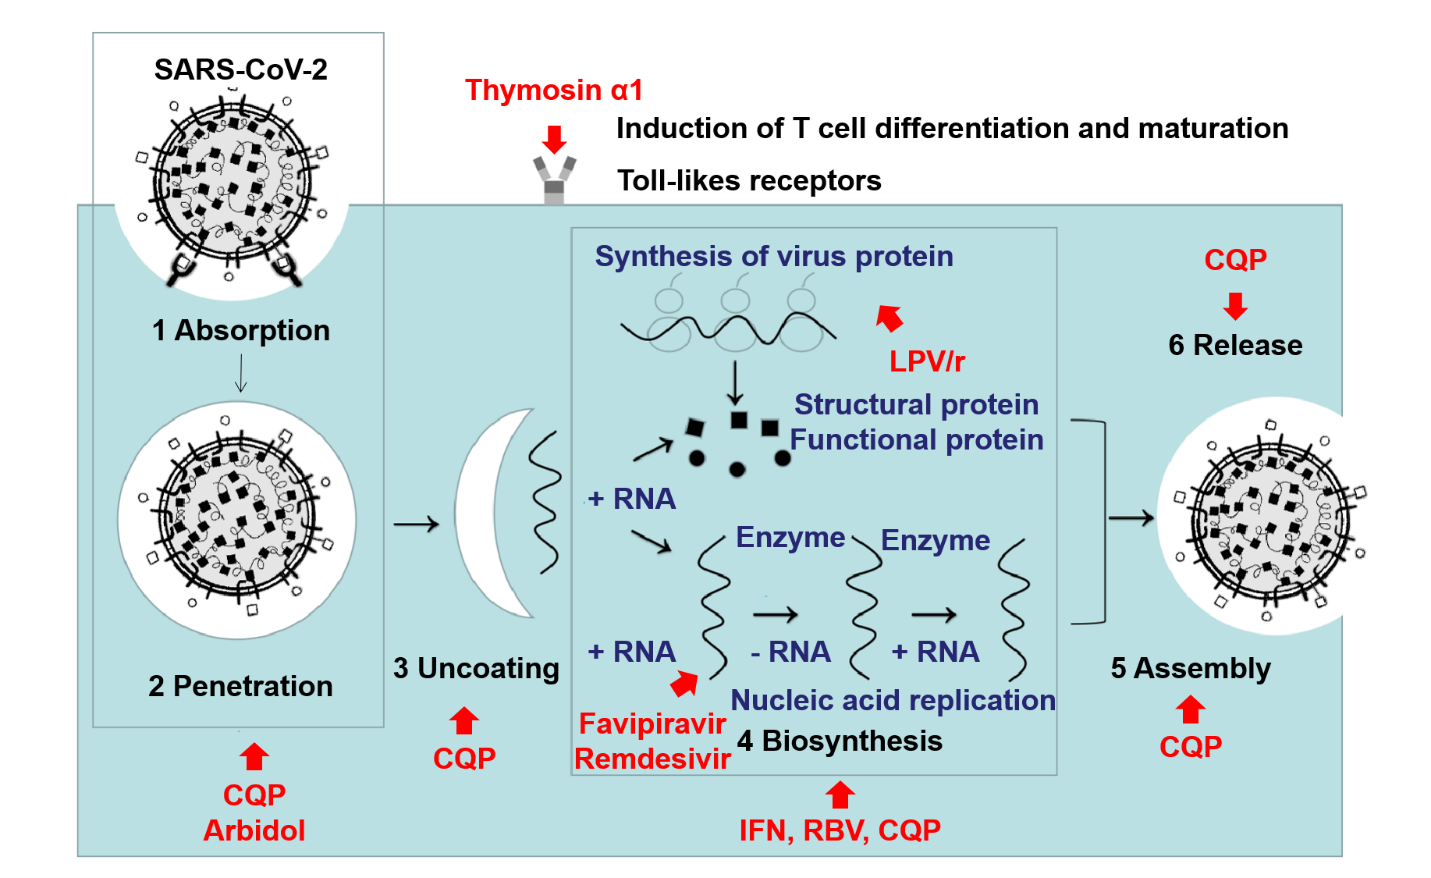 SARS-CoV-2
Thymosin α1
Induction of T cell differentiation and maturation
Toll-likes receptors
1 Absorption
2 Penetration
CQP
Arbidol
3 Uncoating
CQP
Synthesis of virus protein
LPV/r
Structural protein
Functional protein
+ RNA
Enzyme
Enzyme
+ RNA
- RNA
+ RNA
Nucleic acid replication
Favipiravir
Remdesivir
4 Biosynthesis
IFN, RBV, CQP
5 Assembly
CQP
CQP
6 Release